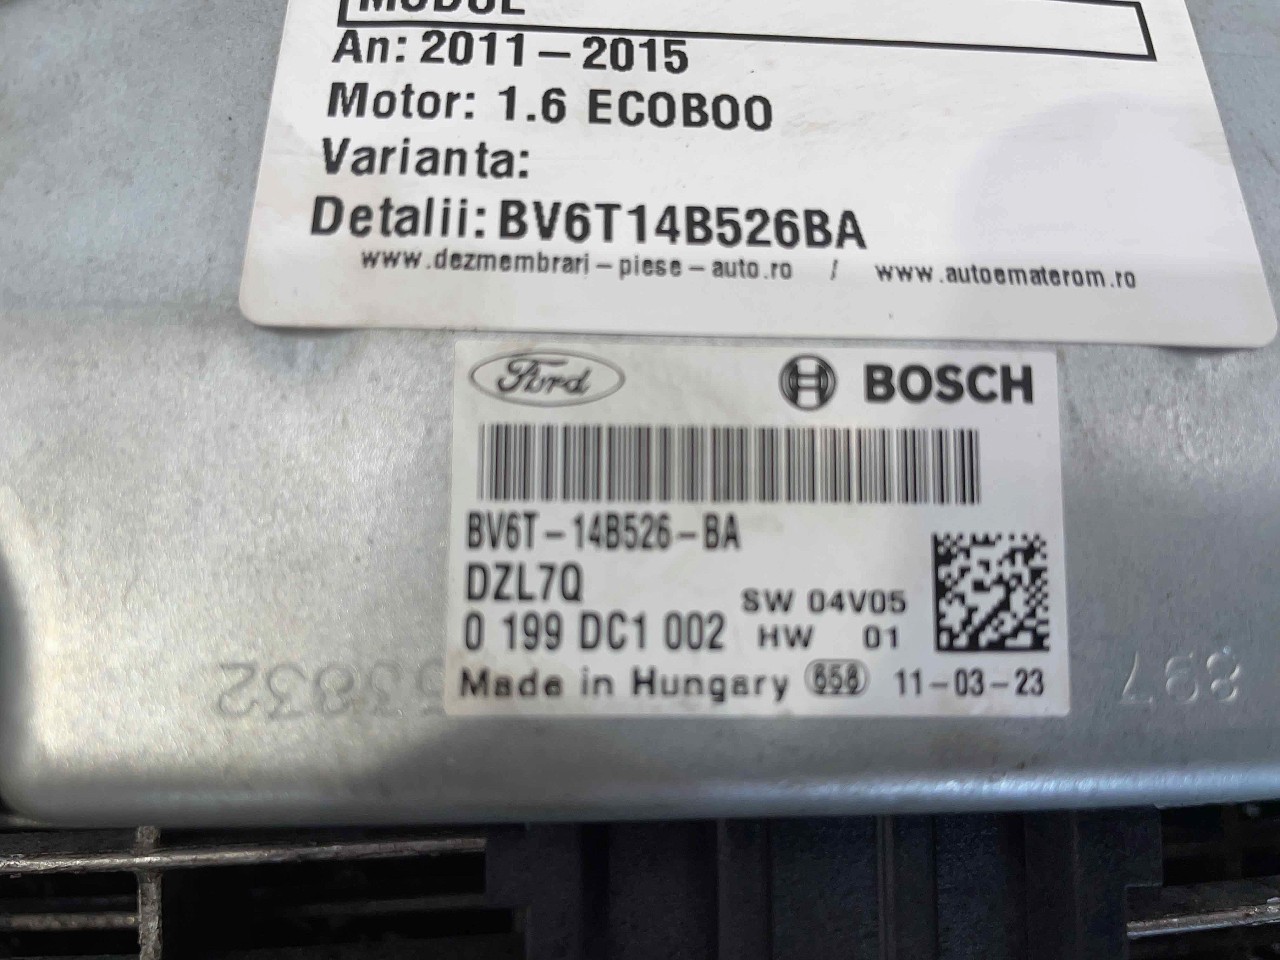 MODUL
An: 2011-2015
Motor: 1.6 ECOBOO
Varianta:
Detalii: BV6T14B526BA
www.dezmembrari-piese-auto.ro / www.autoematerom.ro
Ford BOSCH
BV6T-14B526-BA
DZL7Q
SW 04V05
0 199 DC1 002 HW 01
Made in Hungary 658 11-03-23
897